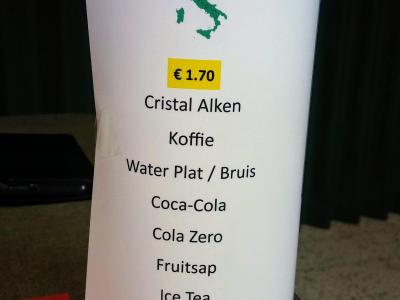 € 1.70
Cristal Alken
Koffie
Water Plat / Bruis
Coca-Cola
Cola Zero
Fruitsap
Ice Tea